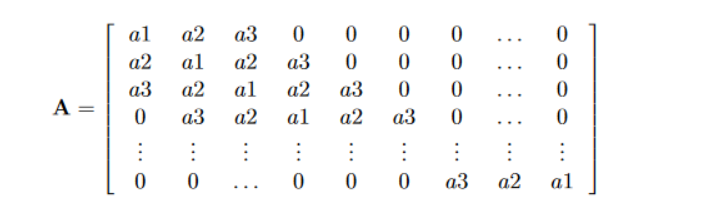 a1 a2 a3 0 0 0 0 ... 0
a2 a1 a2 a3 0 0 0 ... 0
a3 a2 a1 a2 a3 0 0 ... 0
A = 0 a3 a2 a1 a2 a3 0 ... 0
⋮ ⋮ ⋮ ⋮ ⋮ ⋮ ⋮ ⋮ ⋮
0 0 ... 0 0 0 a3 a2 a1